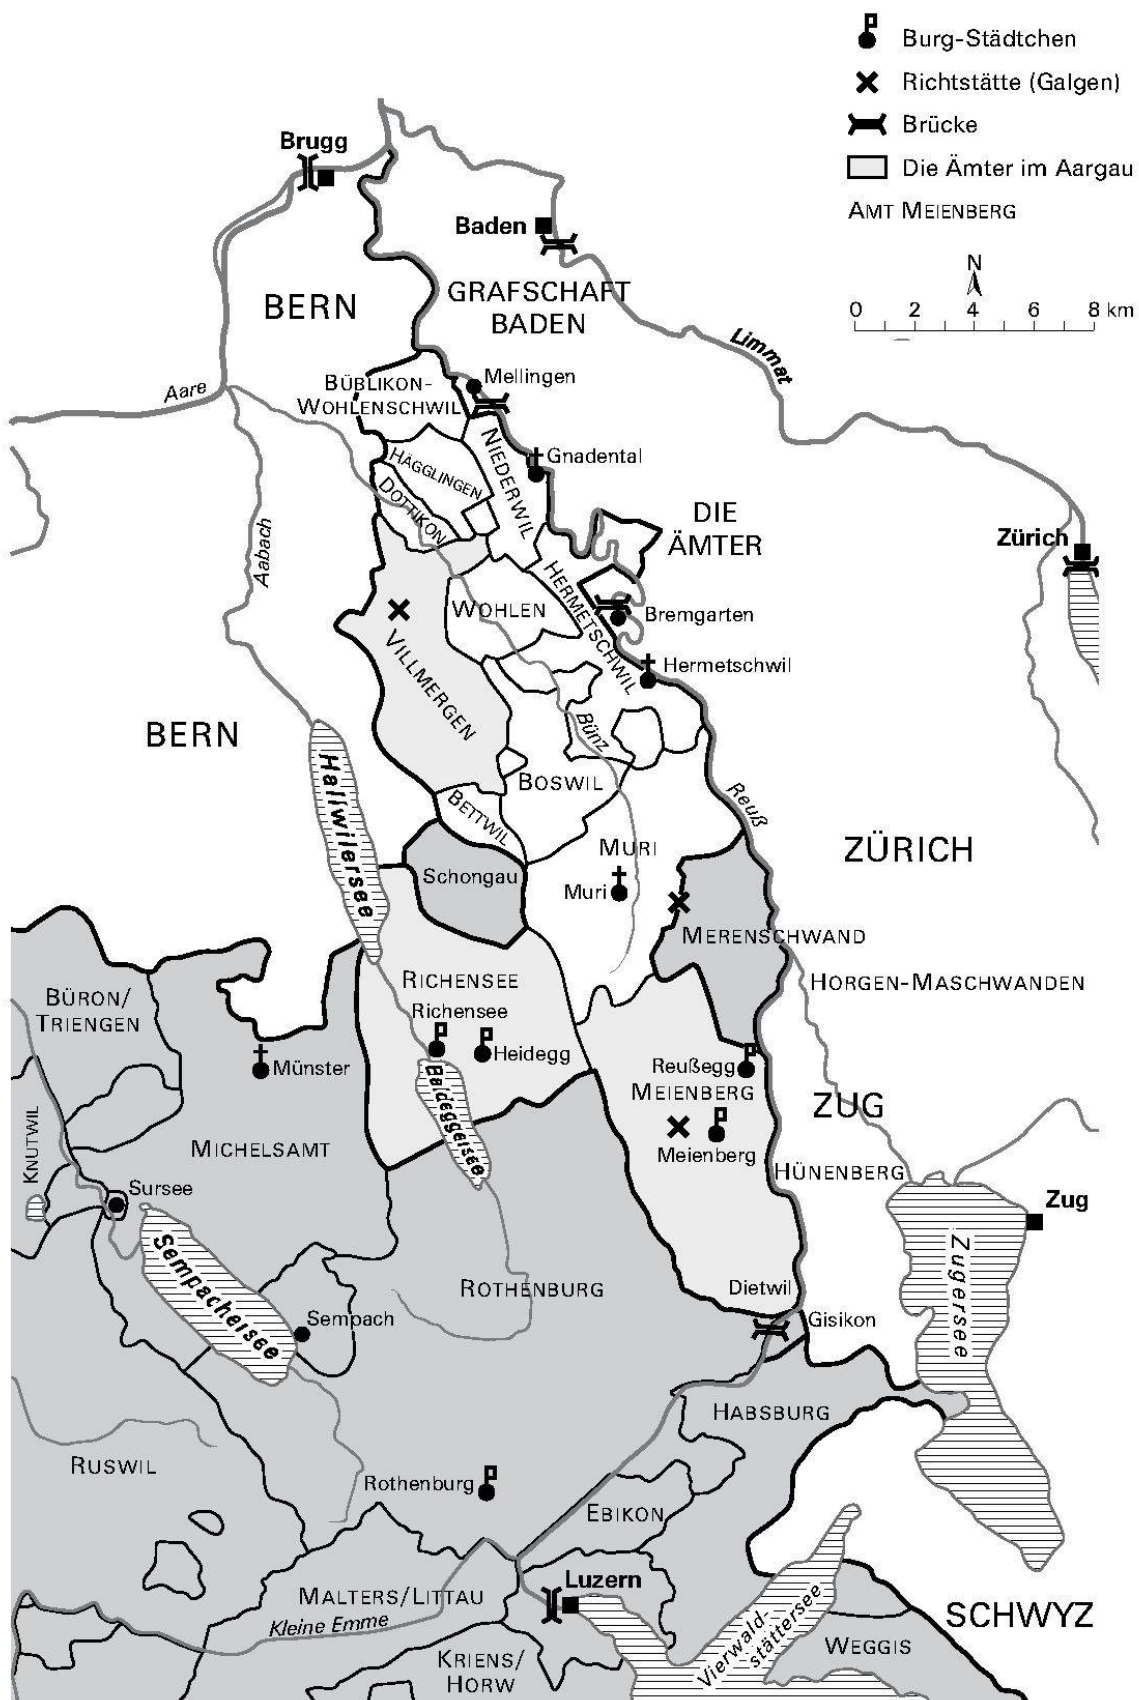 Burg-Städtchen
Richtstätte (Galgen)
Brücke
Die Ämter im Aargau
AMT MEIENBERG
N
0 2 4 6 8 km
Brugg
Baden
BERN
GRAFSCHAFT
BADEN
Limmat
Aare
Mellingen
BÜBLIKON-
WOHLENSCHWIL
NIEDERWIL
Gnadental
HÄGGLINGEN
DOTTIKON
DIE
ÄMTER
Zürich
Aabach
HERMETSCHWIL
WOHLEN
Bremgarten
VILLMERGEN
Hermetschwil
BERN
Bünz
Hallwilersee
BOSWIL
BETTWIL
Reuß
MURI
ZÜRICH
Schongau
Muri
MERENSCHWAND
RICHENSEE
HORGEN-MASCHWANDEN
BÜRON/
TRIENGEN
Richensee
Heidegg
Münster
Reußegg
MEIENBERG
Baldeggersee
ZUG
KNUTWIL
MICHELSAMT
Meienberg
HÜNENBERG
Sursee
Zug
Sempachersee
ROTHENBURG
Dietwil
Zugersee
Sempach
Gisikon
HABSBURG
RUSWIL
Rothenburg
EBIKON
Luzern
MALTERS/LITTAU
Kleine Emme
SCHWYZ
Vierwald-
stättersee
WEGGIS
KRIENS/
HORW